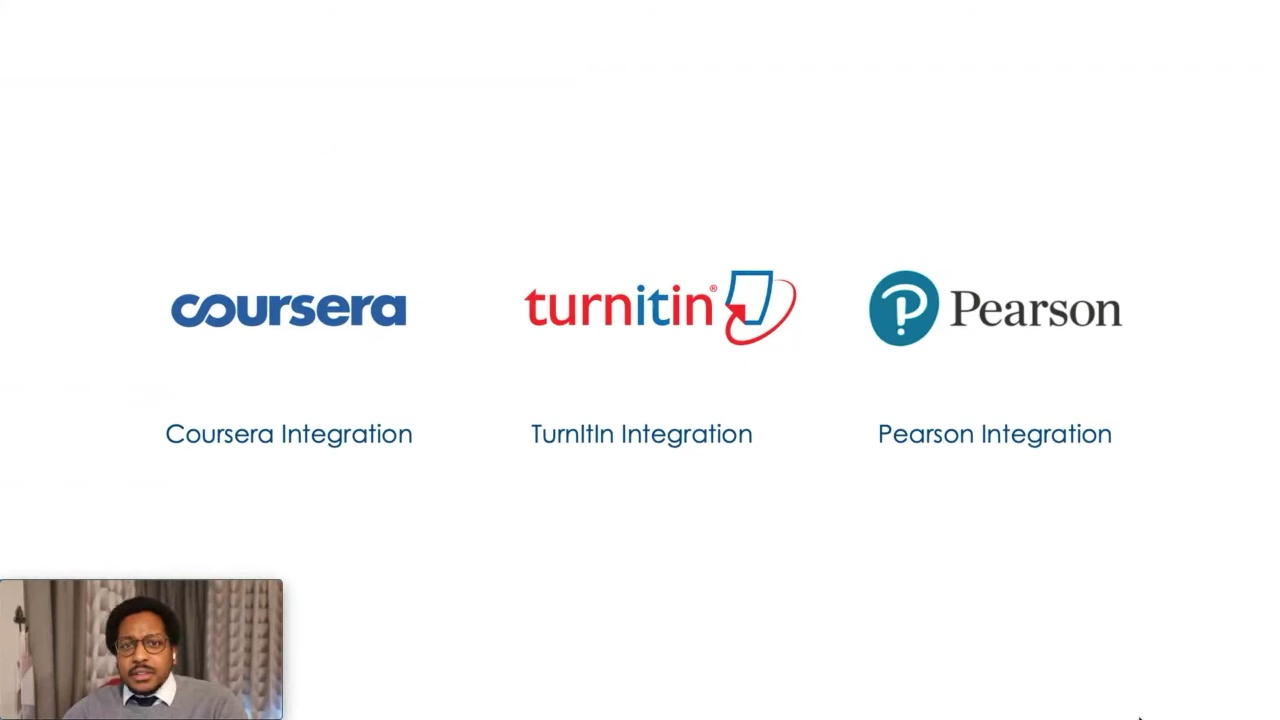 coursera
turnitin®
Pearson
Coursera Integration
TurnItIn Integration
Pearson Integration